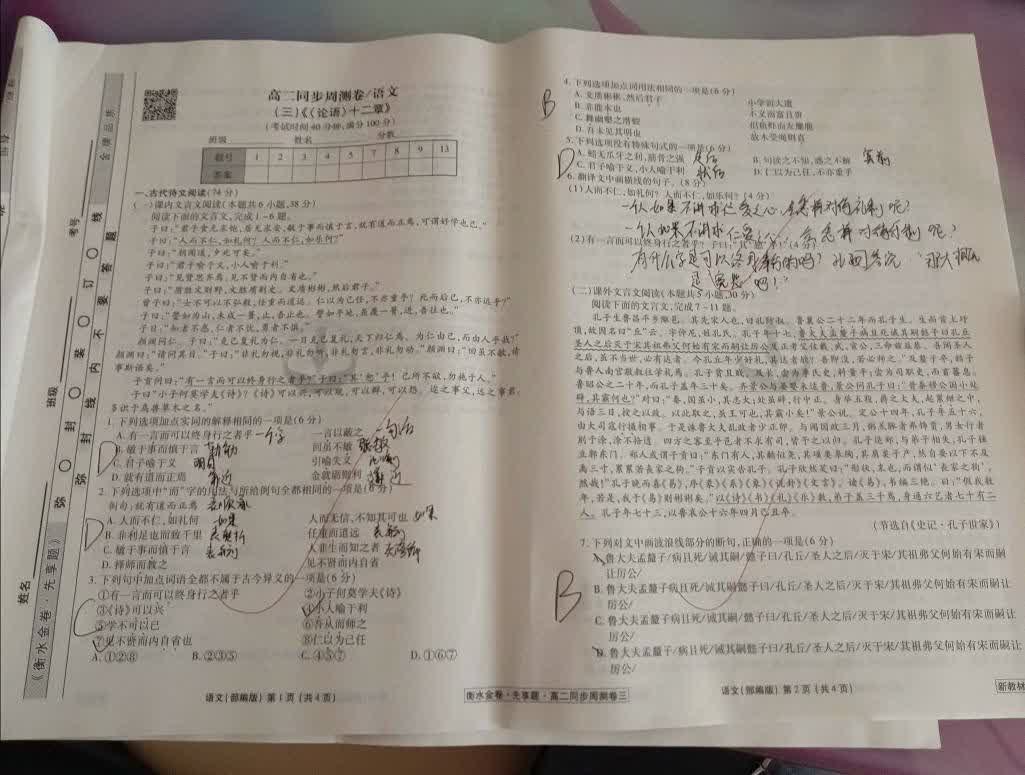 高二同步周测卷/语文
(三)《〈论语〉十二章》
(考试时间40分钟,满分100分)
班级 姓名 分数
题号 1 2 3 4 5 6 7 8 9 10 11 12 13
答案
一、古代诗文阅读(74分)
(一)课内文言文阅读(本题共6小题,38分)
阅读下面的文言文,完成1~6题。
子曰:“君子食无求饱,居无求安,敏于事而慎于言,就有道而正焉,可谓好学也已。”
子曰:“人而不仁,如礼何?人而不仁,如乐何?”
子曰:“朝闻道,夕死可矣。”
子曰:“君子喻于义,小人喻于利。”
子曰:“见贤思齐焉,见不贤而内自省也。”
子曰:“质胜文则野,文胜质则史。文质彬彬,然后君子。”
曾子曰:“士不可以不弘毅,任重而道远。仁以为己任,不亦重乎?死而后已,不亦远乎?”
子曰:“譬如为山,未成一篑,止,吾止也。譬如平地,虽覆一篑,进,吾往也。”
子曰:“知者不惑,仁者不忧,勇者不惧。”
颜渊问仁。子曰:“克己复礼为仁。一日克己复礼,天下归仁焉。为仁由己,而由人乎哉?”
颜渊曰:“请问其目。”子曰:“非礼勿视,非礼勿听,非礼勿言,非礼勿动。”颜渊曰:“回虽不敏,请
事斯语矣。”
子贡问曰:“有一言而可以终身行之者乎?”子曰:“其‘恕’乎!己所不欲,勿施于人。”
子曰:“小子何莫学夫《诗》?《诗》可以兴,可以观,可以群,可以怨。迩之事父,远之事君,
多识于鸟兽草木之名。”
1. 下列选项加点实词的解释相同的一项是(6分)
A. 有一言而可以终身行之者乎 一个字 一言以蔽之 一句话
B. 敏于事而慎于言 勤勉 回虽不敏
C. 君子喻于义 明白 引喻失义 比喻
D. 就有道而正焉 靠近 金就砺则利 靠近
D
2. 下列选项中“而”字的用法与所给例句全都相同的一项是(6分)
例句:就有道而正焉
A. 人而不仁,如礼何 如果 人而无信,不知其可也 如果
B. 非利足也而致千里 表转折 任重而道远
C. 敏于事而慎于言 人非生而知之者
D. 择师而教之 见不贤而内自省
D
3. 下列句中加点词语全都不属于古今异义的一项是(6分)
①有一言而可以终身行之者乎 ②小子何莫学夫《诗》
③《诗》可以兴 ④小人喻于利
⑤学不可以已 ⑥吾从而师之
⑦见不贤而内自省也 ⑧仁以为己任
A. ①②⑧ B. ②③⑤ C. ④⑤⑦ D. ①⑥⑦
C
语文(部编版) 第1页(共4页)
4. 下列选项加点词用法相同的一项是(6分)
A. 文质彬彬,然后君子 小学而大遗
B. 非能水也 不义而富且贵
C. 舞幽壑之潜蛟 侣鱼虾而友麋鹿
D. 吾未见其明也 故木受绳则直
B
5. 下列选项没有特殊句式的一项是(6分)
A. 蚓无爪牙之利,筋骨之强 定后 B. 句读之不知,惑之不解 宾前
C. 君子喻于义,小人喻于利 状后 D. 仁以为己任,不亦重乎
D
6. 翻译文中画横线的句子。(8分)
(1)人而不仁,如礼何?人而不仁,如乐何?(4分)
一个人如果不讲求仁爱之心,会怎样对待礼制呢?
一个人如果不讲求仁爱之心,会怎样对待
(2)有一言而可以终身行之者乎?子曰:“其‘恕’乎!”(4分)
有什么字是可以终身奉行的吗?孔回答说“那大概
是宽恕吧!”
(二)课外文言文阅读(本题共5小题,30分)
阅读下面的文言文,完成7~11题。
孔子生鲁昌平乡陬邑。其先宋人也,曰孔防叔。鲁襄公二十二年而孔子生。生而首上圩
顶,故因名曰“丘”云。字仲尼,姓孔氏。孔子年十七,鲁大夫孟釐子病且死诫其嗣懿子曰孔丘
圣人之后灭于宋其祖弗父何始有宋而嗣让厉公及正考父佐戴、武、宣公,三命兹益恭。吾闻圣人
之后,虽不当世,必有达者。今孔丘年少好礼,其达者欤?吾即没,若必师之。”及釐子卒,懿子
与鲁人南宫敬叔往学礼焉。孔子贫且贱。及长,尝为季氏史,料量平;尝为司职吏,而畜蕃息。
鲁昭公之二十年,而孔子盖年三十矣。齐景公与晏婴来适鲁,景公问孔子曰:“昔秦穆公国小处
辟,其霸何也?”对曰:“秦,国虽小,其志大;处虽辟,行中正。身举五羖,爵之大夫,起累绁之中,
与语三日,授之以政。以此取之,虽王可也,其霸小矣!”景公说。定公十四年,孔子年五十六,
由大司寇行摄相事。于是诛鲁大夫乱政者少正卯。与闻国政三月,粥羔豚者弗饰贾,男女行者
别于涂,涂不拾遗。四方之客至乎邑者不求有司,皆予之以归。孔子适郑,与弟子相失,孔子独
立郭东门。郑人或谓子贡曰:“东门有人,其颡似尧,其项类皋陶,其肩类子产,然自要以下不及
禹三寸,累累若丧家之狗。”子贡以实告孔子。孔子欣然笑曰:“形状,末也,而谓似‘丧家之狗’,
然哉!”孔子晚而喜《易》,序《彖》《系》《象》《说卦》《文言》。读《易》,韦编三绝。曰:“假我数
年,若是,我于《易》则彬彬矣。”以《诗》《书》《礼》《乐》教,弟子盖三千焉,身通六艺者七十有二
人。孔子年七十三,以鲁哀公十六年四月己丑卒。
(节选自《史记·孔子世家》)
7. 下列对文中画波浪线部分的断句,正确的一项是(6分)
A. 鲁大夫孟釐子/病且死/诫其嗣/懿子曰/孔丘/圣人之后/灭于宋/其祖弗父何始有宋而嗣
让厉公/
B. 鲁大夫孟釐子病且死/诫其嗣懿子曰/孔丘/圣人之后/灭于宋/其祖弗父何始有宋而嗣让
厉公/
C. 鲁大夫孟釐子病且死/诫其嗣/懿子曰/孔丘/圣人之后/灭于宋/其祖弗父何始有宋而嗣让
厉公/
D. 鲁大夫孟釐子/病且死/诫其嗣懿子曰/孔丘/圣人之后/灭于宋/其祖弗父何始有宋而嗣让
厉公/
B
衡水金卷·先享题·高二同步周测卷三
语文(部编版) 第2页(共4页)
新教材
《衡水金卷·先享题》
姓名
班级
考号
弥 封 线 内 不 要 答 题
弥 封 装 订 线